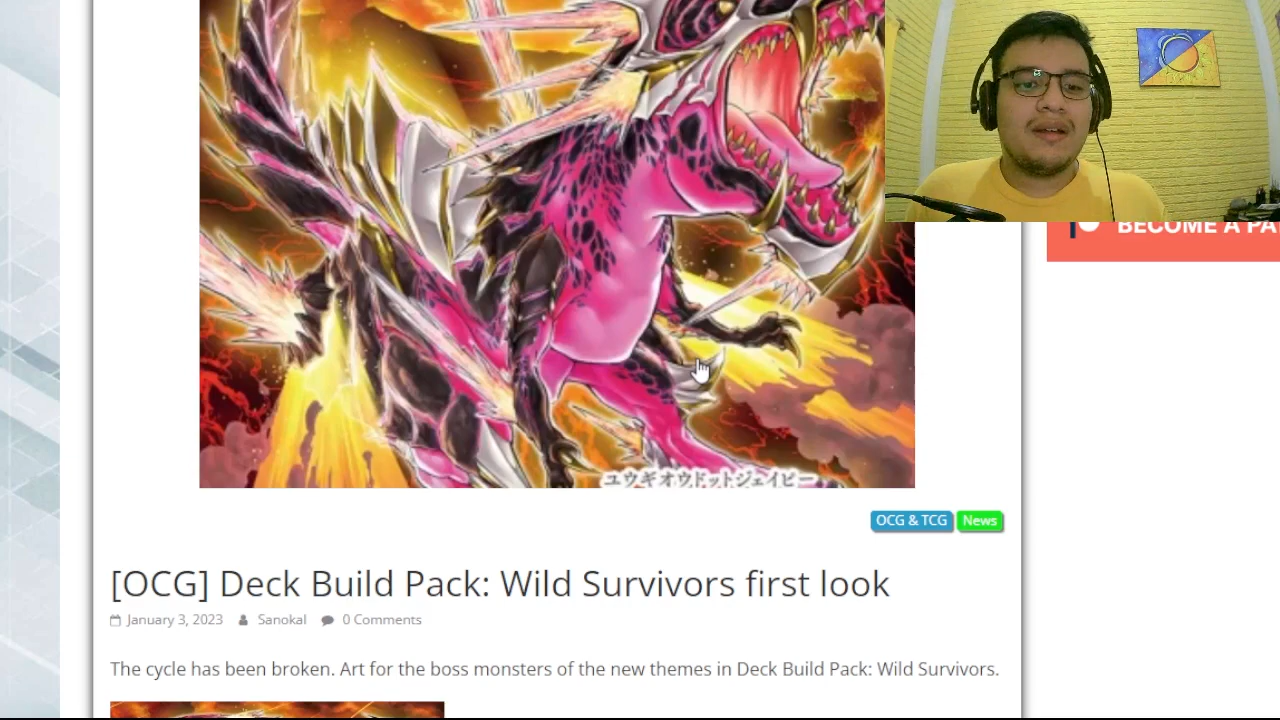 BECOME A PA
ユウギオウドットジェイピー
OCG & TCG News
[OCG] Deck Build Pack: Wild Survivors first look
January 3, 2023 Sanokal 0 Comments
The cycle has been broken. Art for the boss monsters of the new themes in Deck Build Pack: Wild Survivors.